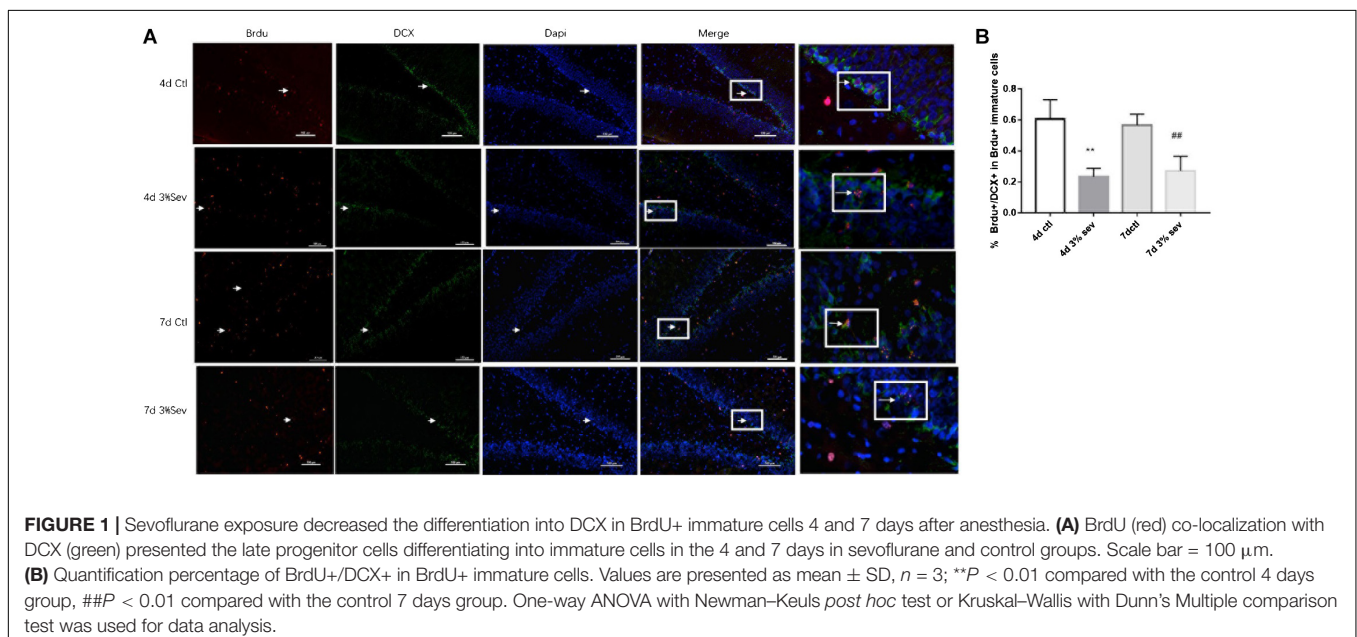 A
Brdu
DCX
Dapi
Merge
4d Ctl
4d 3%Sev
7d Ctl
7d 3%Sev
B
% Brdu+/DCX+ in Brdu+ immature cells
0.8
0.6
0.4
0.2
0.0
**
##
4d ctl
4d 3% sev
7dctl
7d 3% sev
FIGURE 1 | Sevoflurane exposure decreased the differentiation into DCX in BrdU+ immature cells 4 and 7 days after anesthesia. (A) BrdU (red) co-localization with
DCX (green) presented the late progenitor cells differentiating into immature cells in the 4 and 7 days in sevoflurane and control groups. Scale bar = 100 μm.
(B) Quantification percentage of BrdU+/DCX+ in BrdU+ immature cells. Values are presented as mean ± SD, n = 3; **P < 0.01 compared with the control 4 days
group, ##P < 0.01 compared with the control 7 days group. One-way ANOVA with Newman–Keuls post hoc test or Kruskal–Wallis with Dunn's Multiple comparison
test was used for data analysis.